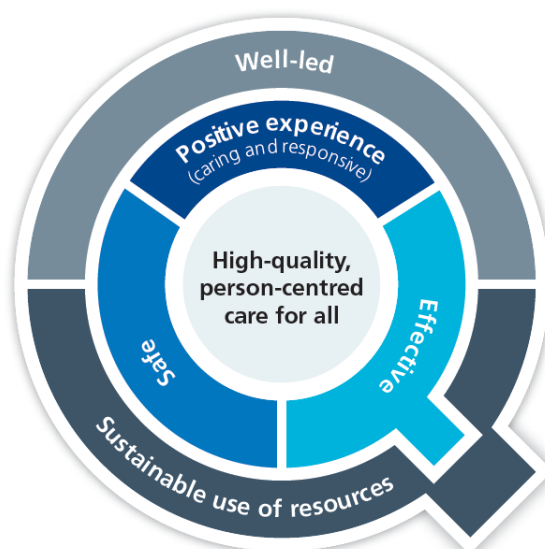 Well-led
Positive experience
(caring and responsive)
High-quality,
person-centred
care for all
Safe
Effective
Sustainable use of resources